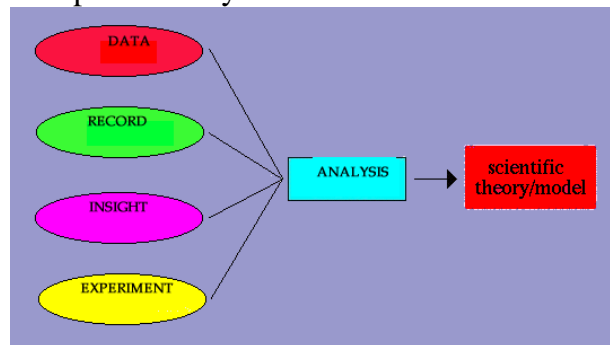 DATA
RECORD
INSIGHT
EXPERIMENT
ANALYSIS
scientific
theory/model